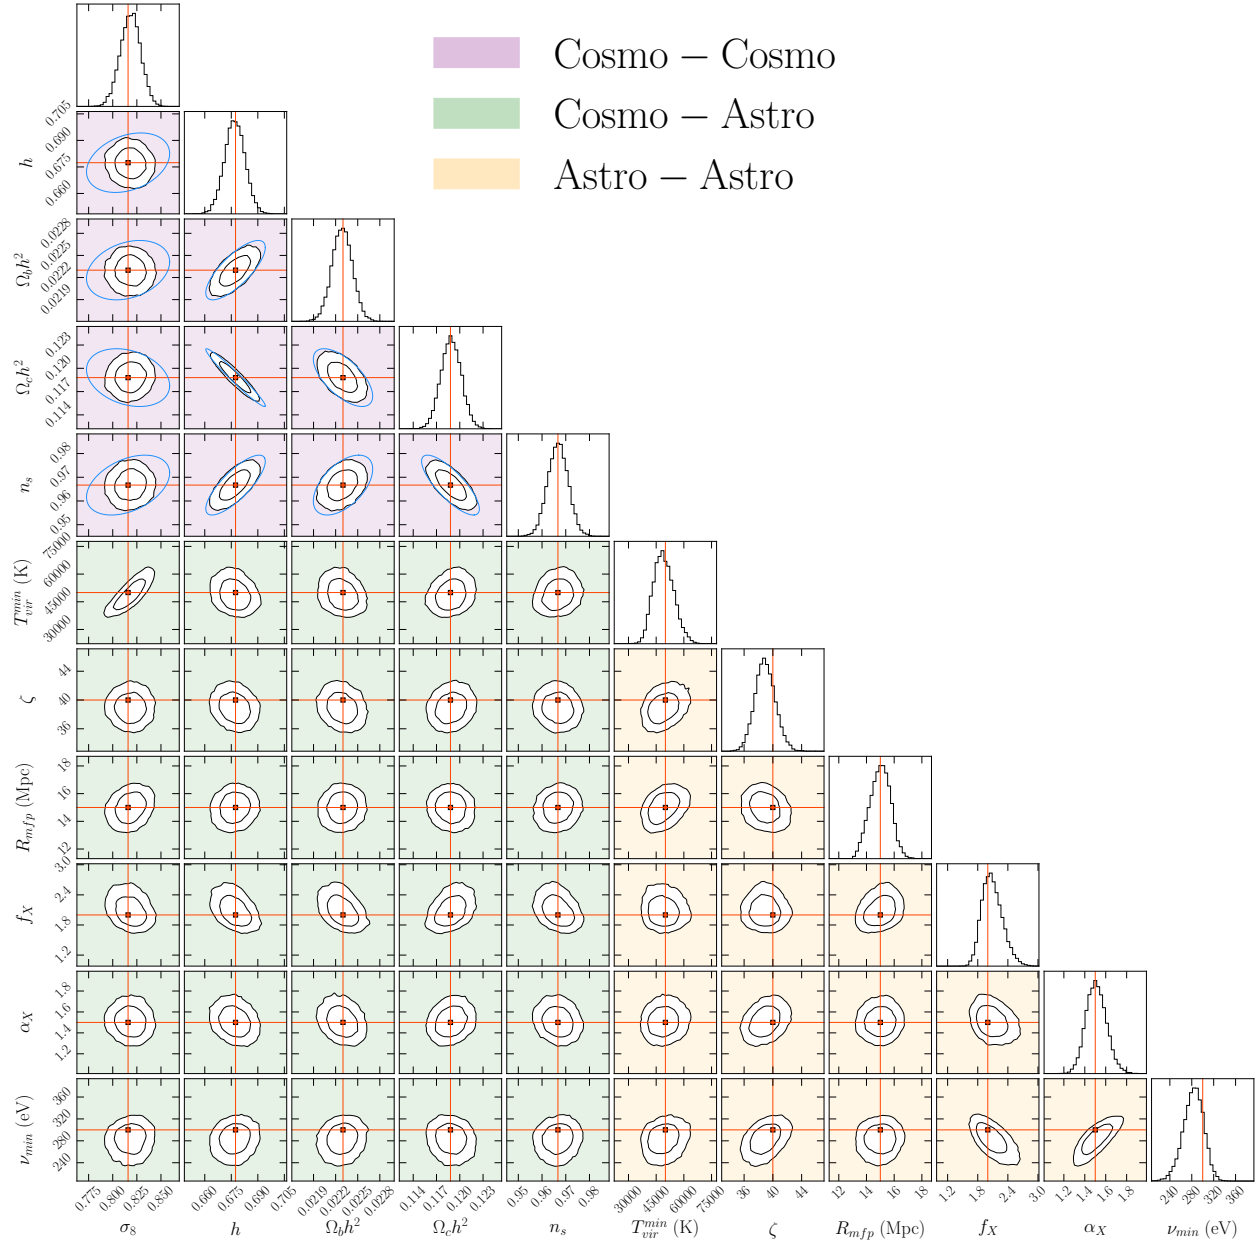 Cosmo − Cosmo
Cosmo − Astro
Astro − Astro
h
0.705
0.690
0.675
0.660
Ω_b h²
0.0228
0.0225
0.0222
0.0219
Ω_c h²
0.123
0.120
0.117
0.114
n_s
0.98
0.97
0.96
0.95
T_vir^min (K)
75000
60000
45000
30000
ζ
44
40
36
R_mfp (Mpc)
18
16
14
12
f_X
3.0
2.4
1.8
1.2
α_X
1.8
1.6
1.4
1.2
ν_min (eV)
360
320
280
240
0.775 0.800 0.825 0.850
0.660 0.675 0.690 0.705
0.0219 0.0222 0.0225 0.0228
0.114 0.117 0.120 0.123
0.95 0.96 0.97 0.98
30000 45000 60000 75000
36 40 44
12 14 16 18
1.2 1.8 2.4 3.0
1.2 1.4 1.6 1.8
240 280 320 360
σ_8 h Ω_b h² Ω_c h² n_s T_vir^min (K) ζ R_mfp (Mpc) f_X α_X ν_min (eV)